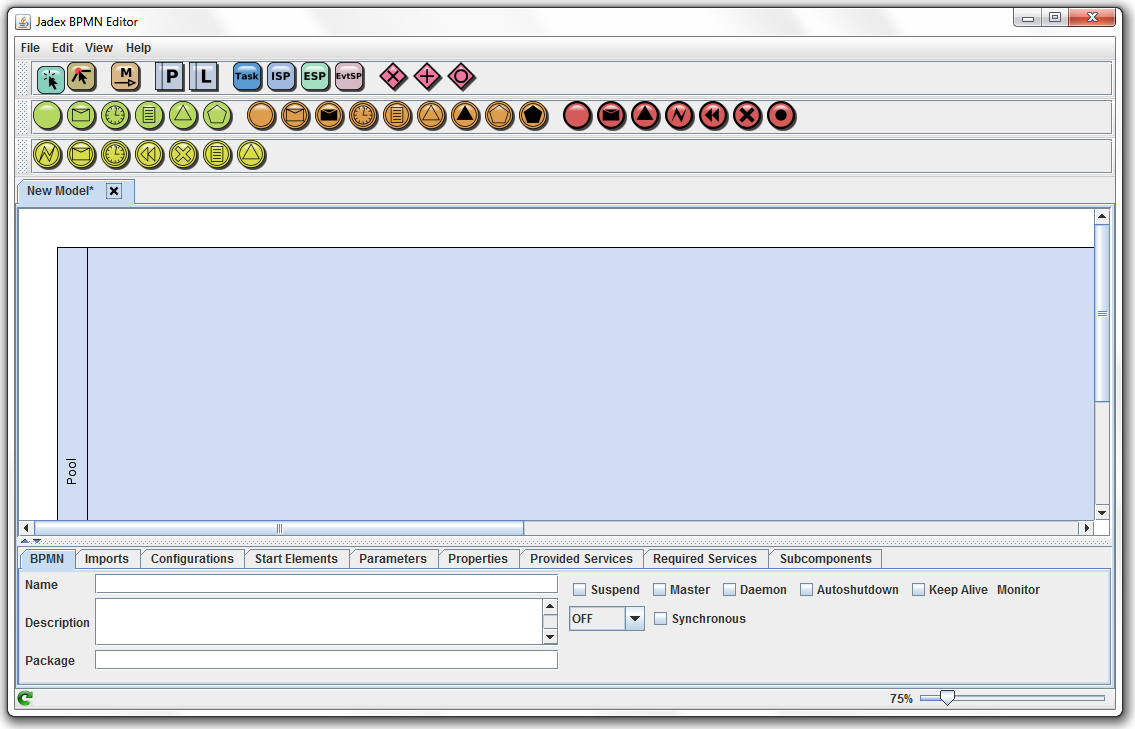 Jadex BPMN Editor
File Edit View Help
M P L Task ISP ESP EvtSP
New Model*
Pool
BPMN Imports Configurations Start Elements Parameters Properties Provided Services Required Services Subcomponents
Name Suspend Master Daemon Autoshutdown Keep Alive Monitor
OFF Synchronous
Description
Package
75%